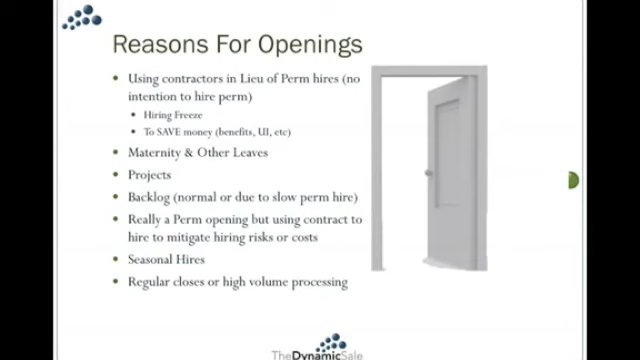 Reasons For Openings
• Using contractors in Lieu of Perm hires (no
intention to hire perm)
• Hiring Freeze
• To SAVE money (benefits, UI, etc)
• Maternity & Other Leaves
• Projects
• Backlog (normal or due to slow perm hire)
• Really a Perm opening but using contract to
hire to mitigate hiring risks or costs
• Seasonal Hires
• Regular closes or high volume processing
TheDynamicSale